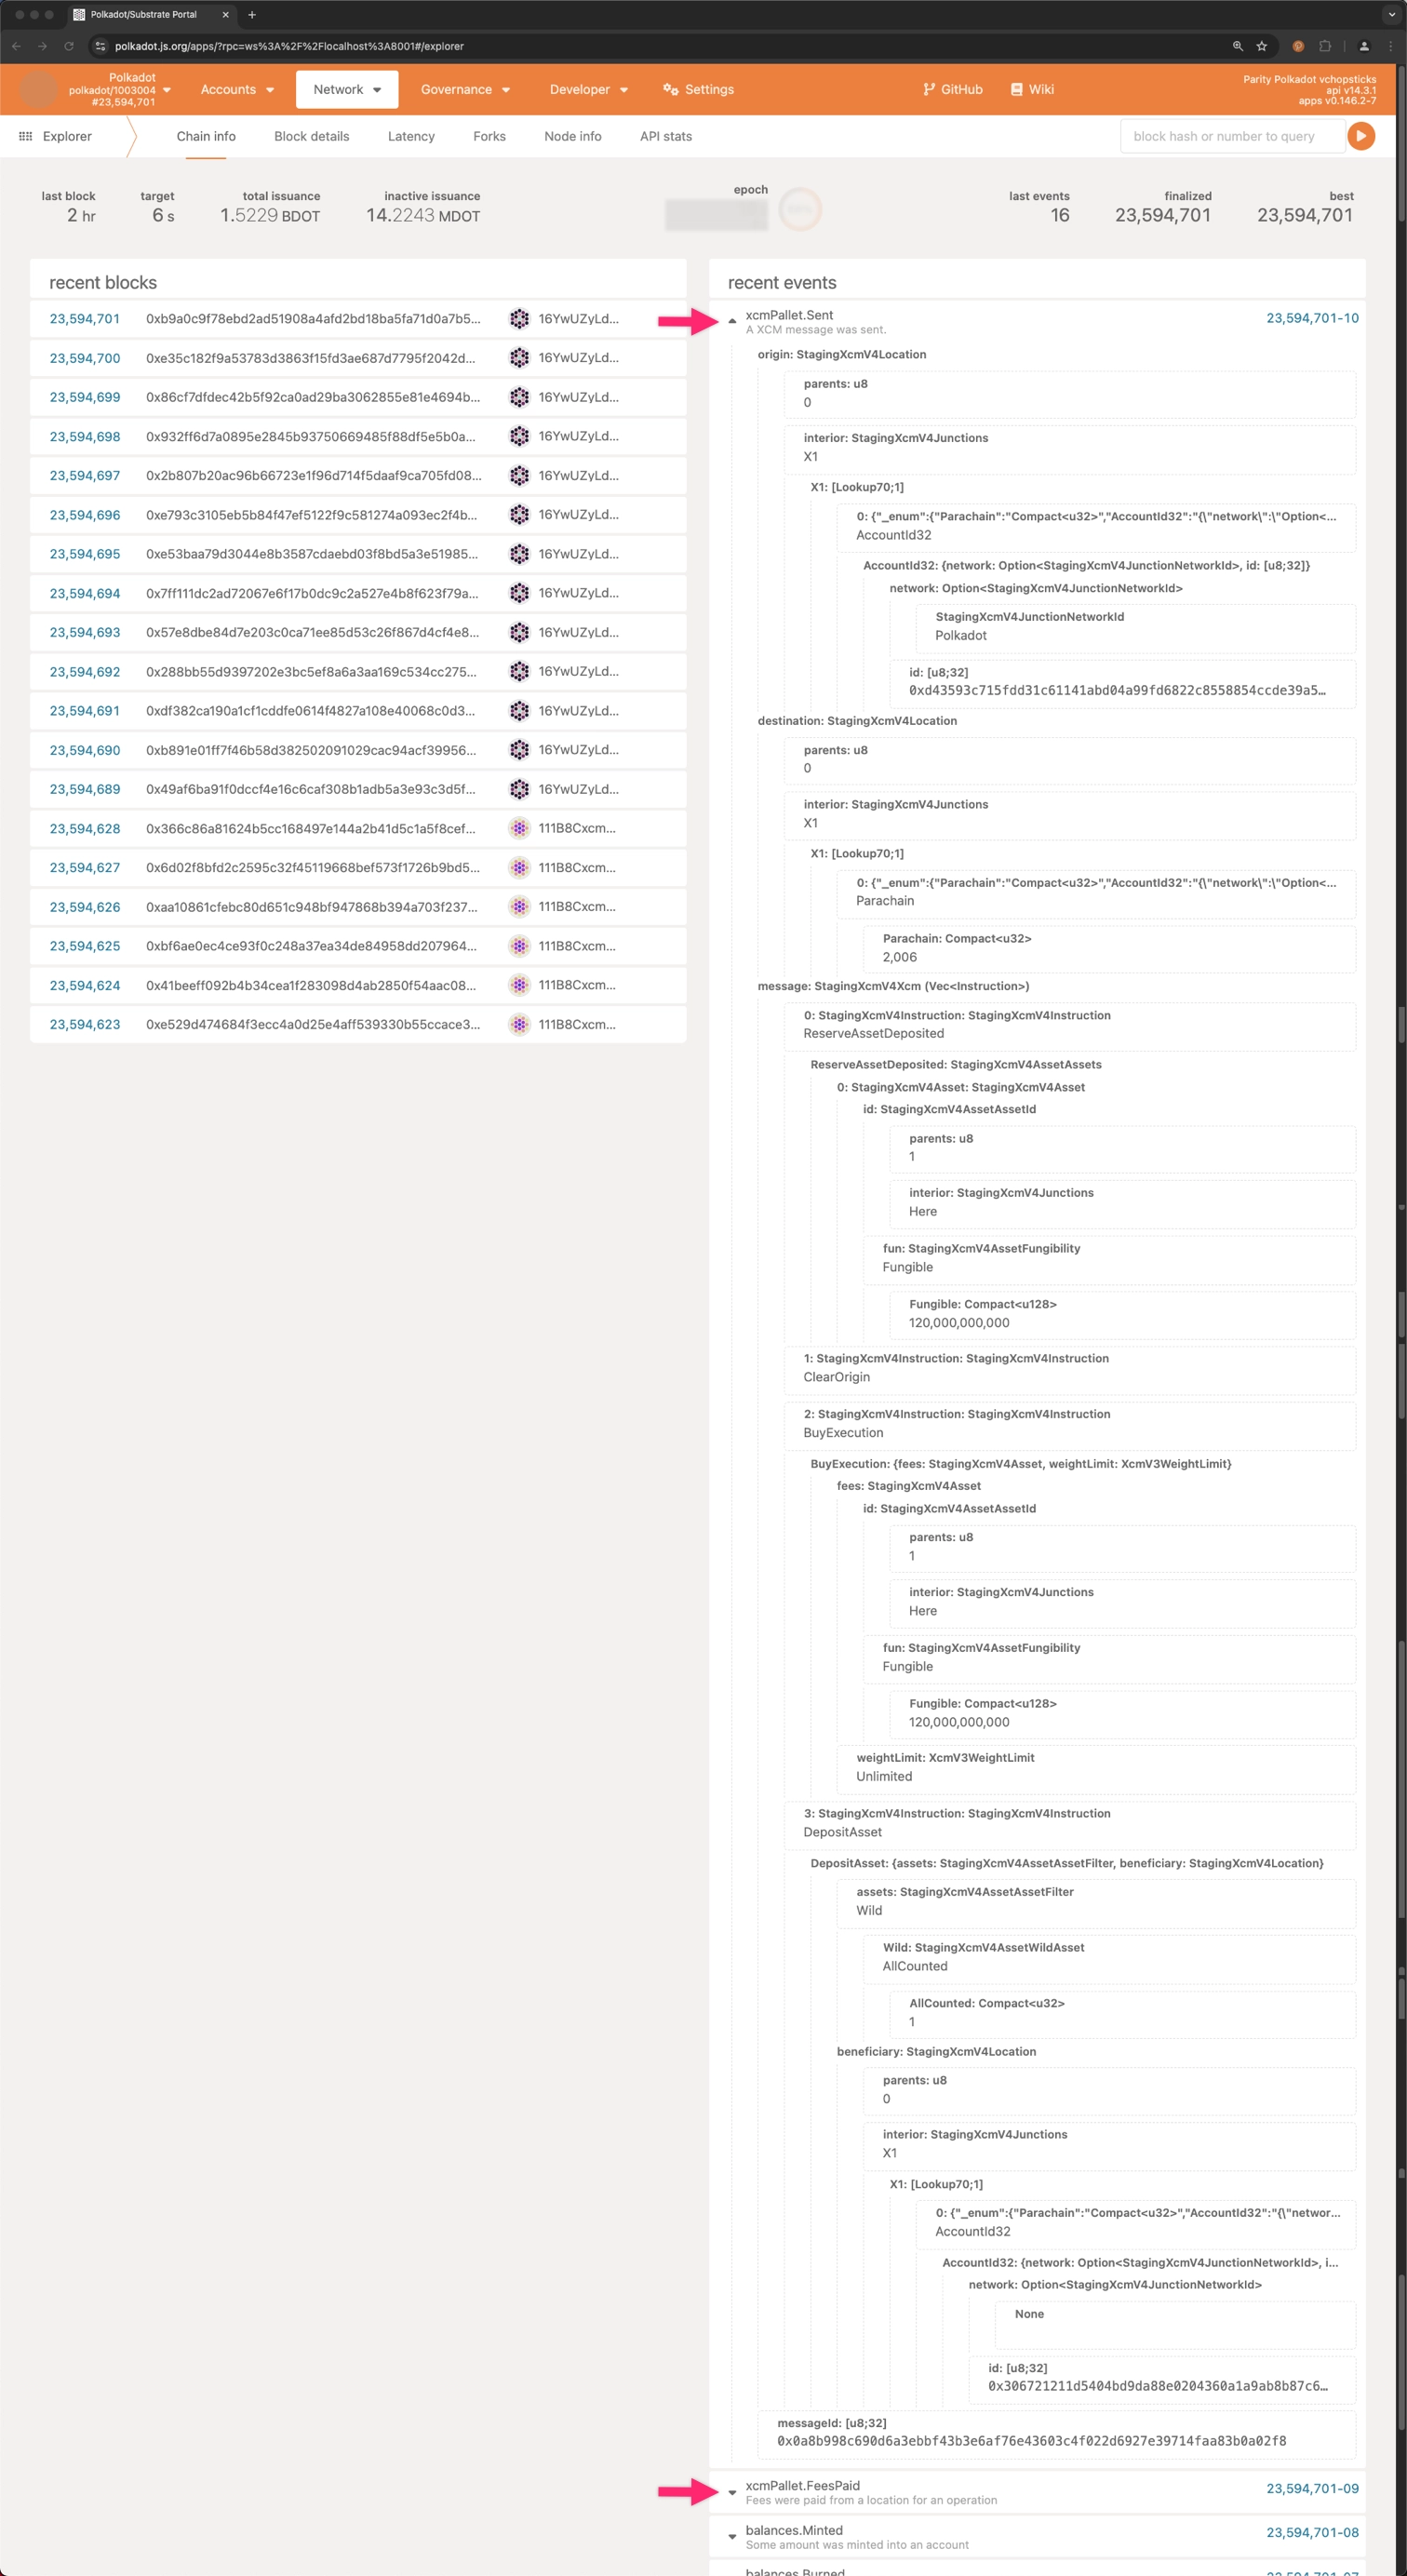 Polkadot/Substrate Portal
polkadot.js.org/apps/?rpc=ws%3A%2F%2Flocalhost%3A8001#/explorer
Polkadot
polkadot/1003004
#23,594,701
Accounts
Network
Governance
Developer
Settings
GitHub
Wiki
Parity Polkadot vchopsticks
api v14.3.1
apps v0.146.2-7
Explorer
Chain info
Block details
Latency
Forks
Node info
API stats
block hash or number to query
last block
2 hr
target
6 s
total issuance
1.5229 BDOT
inactive issuance
14.2243 MDOT
epoch
last events
16
finalized
23,594,701
best
23,594,701
recent blocks
23,594,701 0xb9a0c9f78ebd2ad51908a4afd2bd18ba5fa71d0a7b5... 16YwUZyLd...
23,594,700 0xe35c182f9a53783d3863f15fd3ae687d7795f2042d... 16YwUZyLd...
23,594,699 0x86cf7dfdec42b5f92ca0ad29ba3062855e81e4694b... 16YwUZyLd...
23,594,698 0x932ff6d7a0895e2845b93750669485f88df5e5b0a... 16YwUZyLd...
23,594,697 0x2b807b20ac96b66723e1f96d714f5daaf9ca705fd08... 16YwUZyLd...
23,594,696 0xe793c3105eb5b84f47ef5122f9c581274a093ec2f4b... 16YwUZyLd...
23,594,695 0xe53baa79d3044e8b3587cdaebd03f8bd5a3e51985... 16YwUZyLd...
23,594,694 0x7ff111dc2ad72067e6f17b0dc9c2a527e4b8f623f79a... 16YwUZyLd...
23,594,693 0x57e8dbe84d7e203c0ca71ee85d53c26f867d4cf4e8... 16YwUZyLd...
23,594,692 0x288bb55d9397202e3bc5ef8a6a3aa169c534cc275... 16YwUZyLd...
23,594,691 0xdf382ca190a1cf1cddfe0614f4827a108e40068c0d3... 16YwUZyLd...
23,594,690 0xb891e01ff7f46b58d382502091029cac94acf39956... 16YwUZyLd...
23,594,689 0x49af6ba91f0dccf4e16c6caf308b1adb5a3e93c3d5f... 16YwUZyLd...
23,594,628 0x366c86a81624b5cc168497e144a2b41d5c1a5f8cef... 111B8Cxcm...
23,594,627 0x6d02f8bfd2c2595c32f45119668bef573f1726b9bd5... 111B8Cxcm...
23,594,626 0xaa10861cfebc80d651c948bf947868b394a703f237... 111B8Cxcm...
23,594,625 0xbf6ae0ec4ce93f0c248a37ea34de84958dd207964... 111B8Cxcm...
23,594,624 0x41beeff092b4b34cea1f283098d4ab2850f54aac08... 111B8Cxcm...
23,594,623 0xe529d474684f3ecc4a0d25e4aff539330b55ccace3... 111B8Cxcm...
recent events
xcmPallet.Sent 23,594,701-10
A XCM message was sent.
origin: StagingXcmV4Location
parents: u8
0
interior: StagingXcmV4Junctions
X1
X1: [Lookup70;1]
0: {"_enum":{"Parachain":"Compact<u32>","AccountId32":"{\"network\":\"Option<...
AccountId32
AccountId32: {network: Option<StagingXcmV4JunctionNetworkId>, id: [u8;32]}
network: Option<StagingXcmV4JunctionNetworkId>
StagingXcmV4JunctionNetworkId
Polkadot
id: [u8;32]
0xd43593c715fdd31c61141abd04a99fd6822c8558854ccde39a5…
destination: StagingXcmV4Location
parents: u8
0
interior: StagingXcmV4Junctions
X1
X1: [Lookup70;1]
0: {"_enum":{"Parachain":"Compact<u32>","AccountId32":"{\"network\":\"Option<...
Parachain
Parachain: Compact<u32>
2,006
message: StagingXcmV4Xcm (Vec<Instruction>)
0: StagingXcmV4Instruction: StagingXcmV4Instruction
ReserveAssetDeposited
ReserveAssetDeposited: StagingXcmV4AssetAssets
0: StagingXcmV4Asset: StagingXcmV4Asset
id: StagingXcmV4AssetAssetId
parents: u8
1
interior: StagingXcmV4Junctions
Here
fun: StagingXcmV4AssetFungibility
Fungible
Fungible: Compact<u128>
120,000,000,000
1: StagingXcmV4Instruction: StagingXcmV4Instruction
ClearOrigin
2: StagingXcmV4Instruction: StagingXcmV4Instruction
BuyExecution
BuyExecution: {fees: StagingXcmV4Asset, weightLimit: XcmV3WeightLimit}
fees: StagingXcmV4Asset
id: StagingXcmV4AssetAssetId
parents: u8
1
interior: StagingXcmV4Junctions
Here
fun: StagingXcmV4AssetFungibility
Fungible
Fungible: Compact<u128>
120,000,000,000
weightLimit: XcmV3WeightLimit
Unlimited
3: StagingXcmV4Instruction: StagingXcmV4Instruction
DepositAsset
DepositAsset: {assets: StagingXcmV4AssetAssetFilter, beneficiary: StagingXcmV4Location}
assets: StagingXcmV4AssetAssetFilter
Wild
Wild: StagingXcmV4AssetWildAsset
AllCounted
AllCounted: Compact<u32>
1
beneficiary: StagingXcmV4Location
parents: u8
0
interior: StagingXcmV4Junctions
X1
X1: [Lookup70;1]
0: {"_enum":{"Parachain":"Compact<u32>","AccountId32":"{\"networ...
AccountId32
AccountId32: {network: Option<StagingXcmV4JunctionNetworkId>, i...
network: Option<StagingXcmV4JunctionNetworkId>
None
id: [u8;32]
0x306721211d5404bd9da88e0204360a1a9ab8b87c6…
messageId: [u8;32]
0x0a8b998c690d6a3ebbf43b3e6af76e43603c4f022d6927e39714faa83b0a02f8
xcmPallet.FeesPaid 23,594,701-09
Fees were paid from a location for an operation
balances.Minted 23,594,701-08
Some amount was minted into an account
balances.Burned